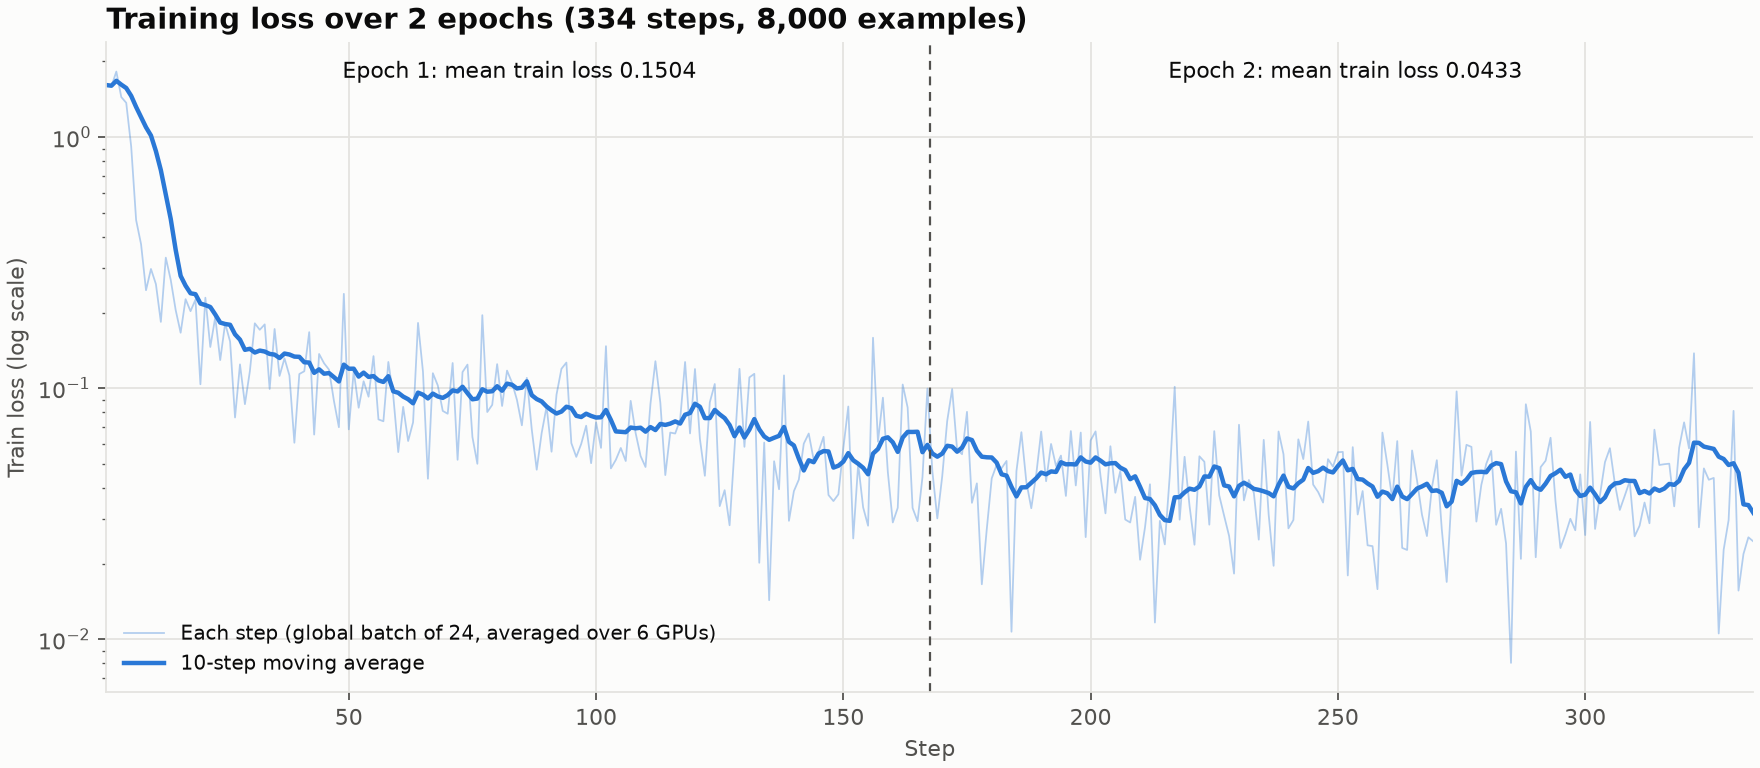 Training loss over 2 epochs (334 steps, 8,000 examples)
Epoch 1: mean train loss 0.1504
Epoch 2: mean train loss 0.0433
Train loss (log scale)
10⁰
10⁻¹
10⁻²
Each step (global batch of 24, averaged over 6 GPUs)
10-step moving average
50 100 150 200 250 300
Step